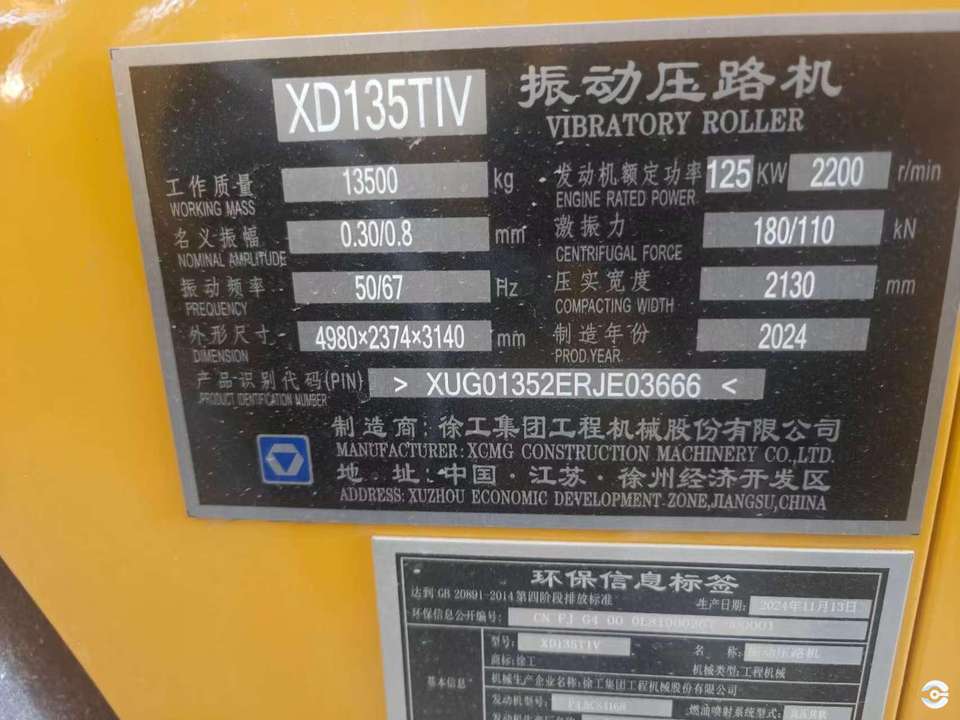 XD135TIV 振动压路机
VIBRATORY ROLLER
工作质量 13500 kg 发动机额定功率 125 KW 2200 r/min
WORKING MASS ENGINE RATED POWER
名义振幅 0.30/0.8 mm 激振力 180/110 kN
NOMINAL AMPLITUDE CENTRIFUGAL FORCE
振动频率 50/67 Hz 压实宽度 2130 mm
FREQUENCY COMPACTING WIDTH
外形尺寸 4980×2374×3140 mm 制造年份 2024
DIMENSION PROD.YEAR
产品识别代码(PIN) > XUG01352ERJE03666 <
PRODUCT IDENTIFICATION NUMBER
制造商:徐工集团工程机械股份有限公司
MANUFACTURER:XCMG CONSTRUCTION MACHINERY CO.,LTD.
地 址:中国·江苏·徐州经济开发区
ADDRESS: XUZHOU ECONOMIC DEVELOPMENT-ZONE,JIANGSU,CHINA
环保信息标签
达到 GB 20891-2014 第四阶段排放标准 生产日期: 2024年11月13日
环保信息公开编号: CN FJ G4 00
基本信息
型号: XD135TIV 名 称: 振动压路机
商标:徐工 机械类型:工程机械
机械生产企业名称:徐工集团工程机械股份有限公司
发动机型号: 燃油喷射系统型式: